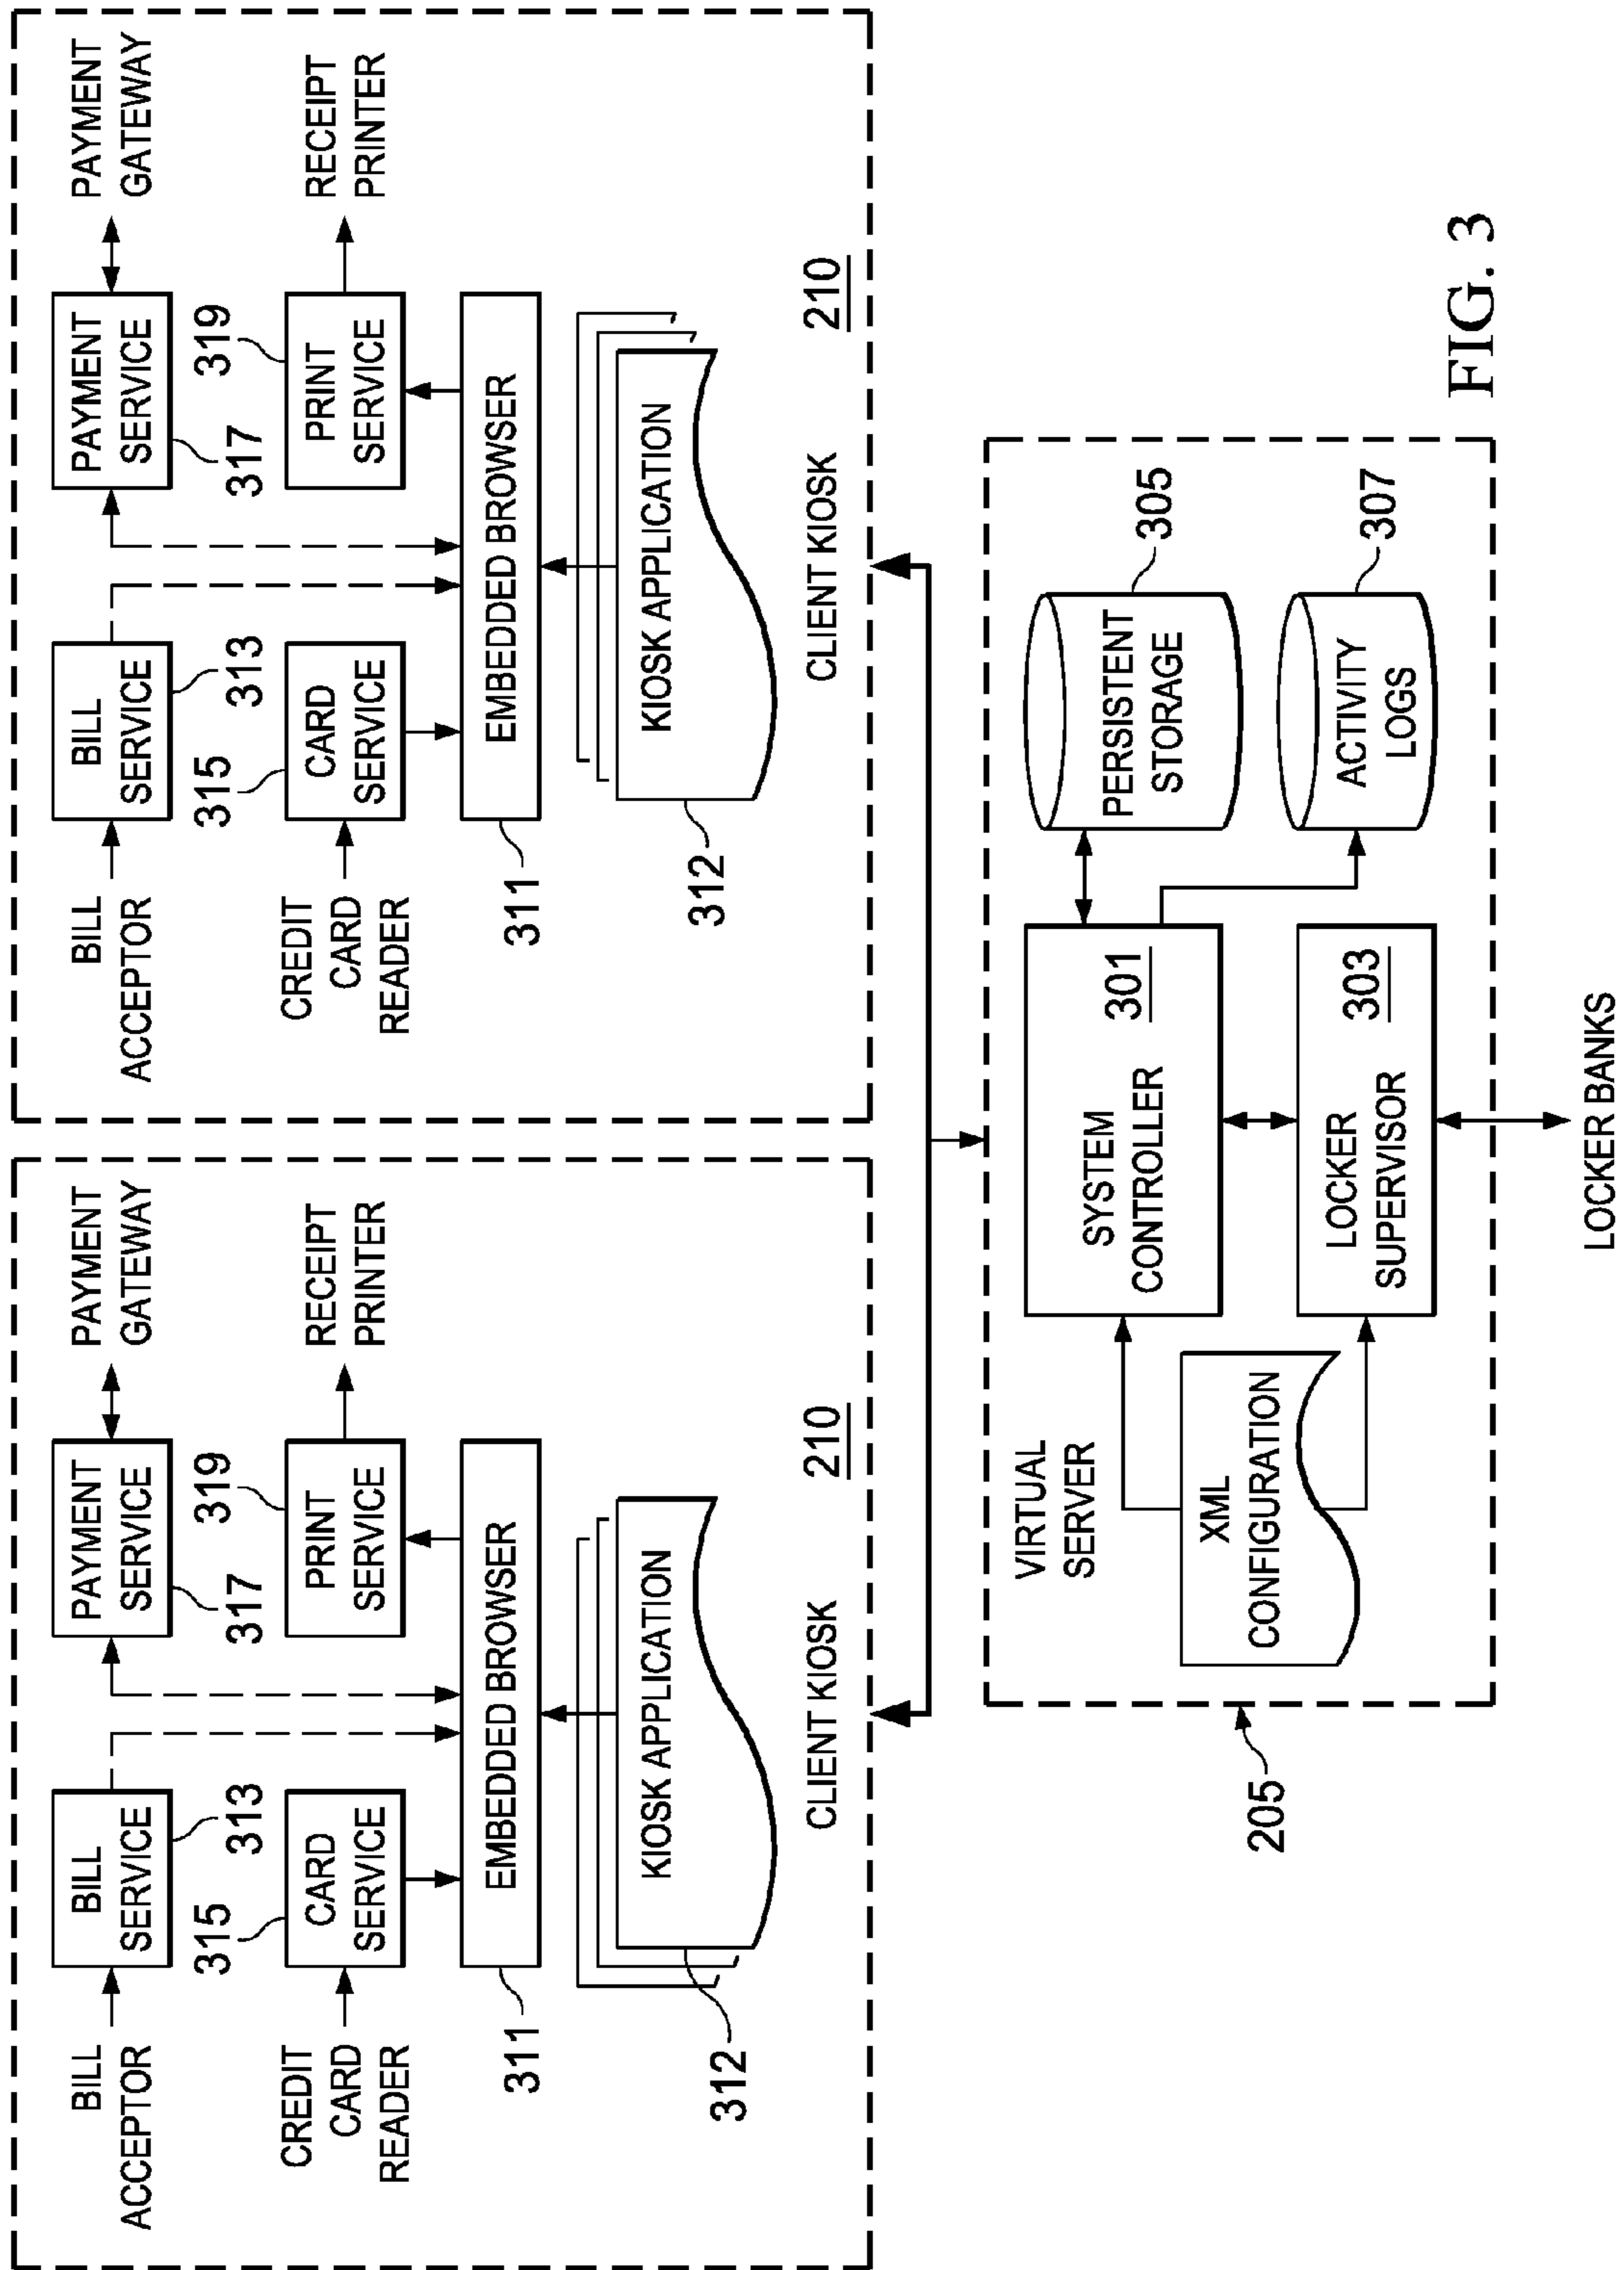 BILL
ACCEPTOR
BILL
SERVICE
313
PAYMENT
SERVICE
317
PAYMENT
GATEWAY
CREDIT
CARD
READER
315
CARD
SERVICE
319
PRINT
SERVICE
RECEIPT
PRINTER
311
EMBEDDED BROWSER
312
KIOSK APPLICATION
CLIENT KIOSK
210
BILL
ACCEPTOR
BILL
SERVICE
313
PAYMENT
SERVICE
317
PAYMENT
GATEWAY
CREDIT
CARD
READER
315
CARD
SERVICE
319
PRINT
SERVICE
RECEIPT
PRINTER
311
EMBEDDED BROWSER
312
KIOSK APPLICATION
CLIENT KIOSK
210
205
VIRTUAL
SERVER
XML
CONFIGURATION
SYSTEM
CONTROLLER
301
PERSISTENT
STORAGE
305
LOCKER
SUPERVISOR
303
ACTIVITY
LOGS
307
LOCKER BANKS
FIG. 3